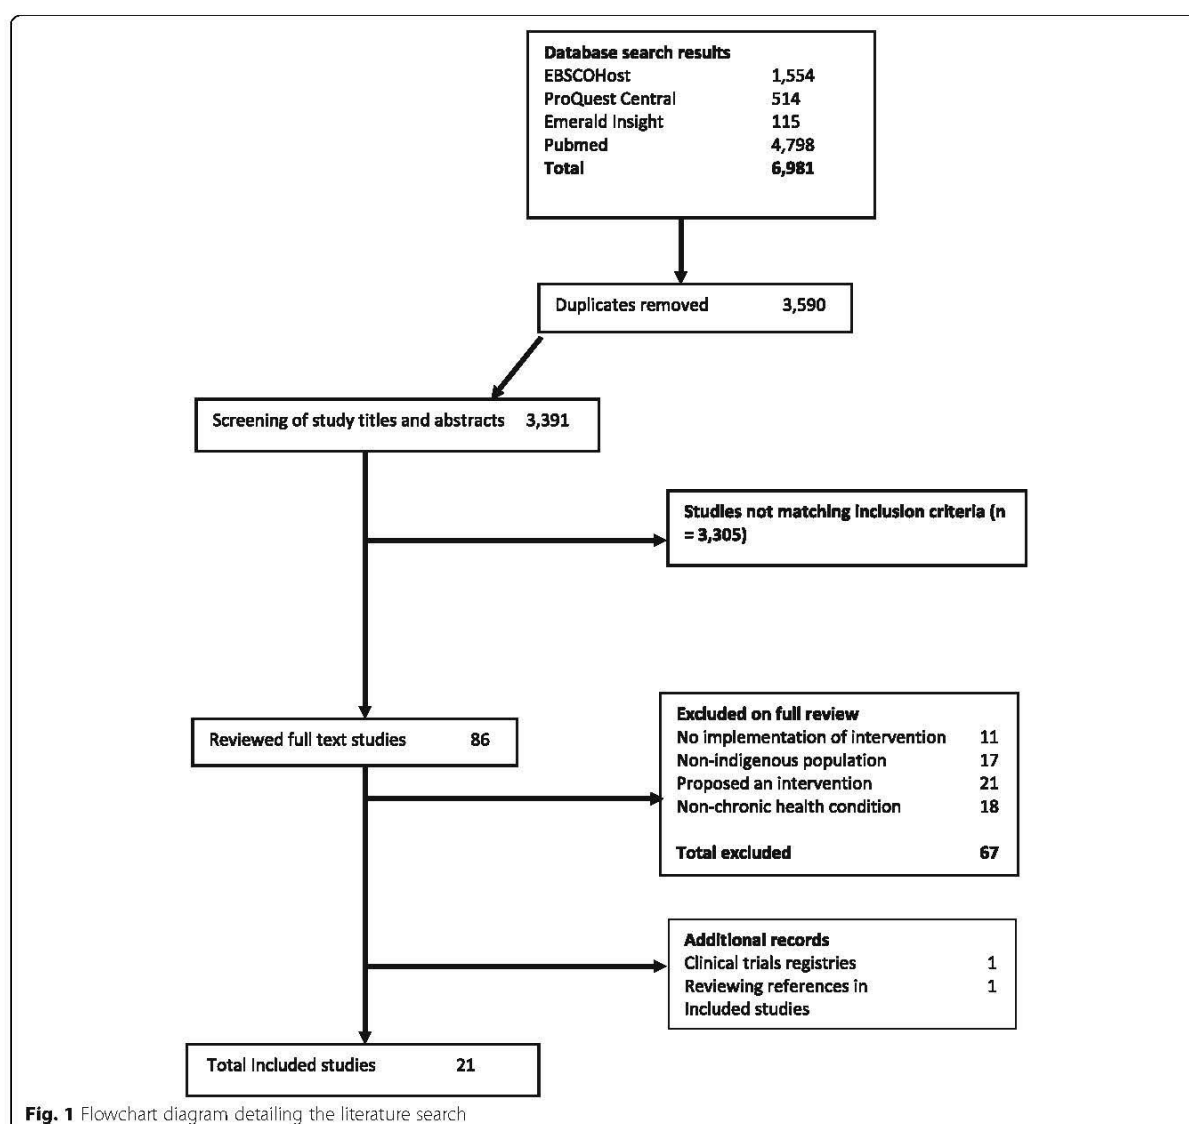 Database search results
EBSCOHost 1,554
ProQuest Central 514
Emerald Insight 115
Pubmed 4,798
Total 6,981
Duplicates removed 3,590
Screening of study titles and abstracts 3,391
Studies not matching inclusion criteria (n
= 3,305)
Reviewed full text studies 86
Excluded on full review
No implementation of intervention 11
Non-indigenous population 17
Proposed an intervention 21
Non-chronic health condition 18
Total excluded 67
Additional records
Clinical trials registries 1
Reviewing references in 1
Included studies
Total Included studies 21
Fig. 1 Flowchart diagram detailing the literature search